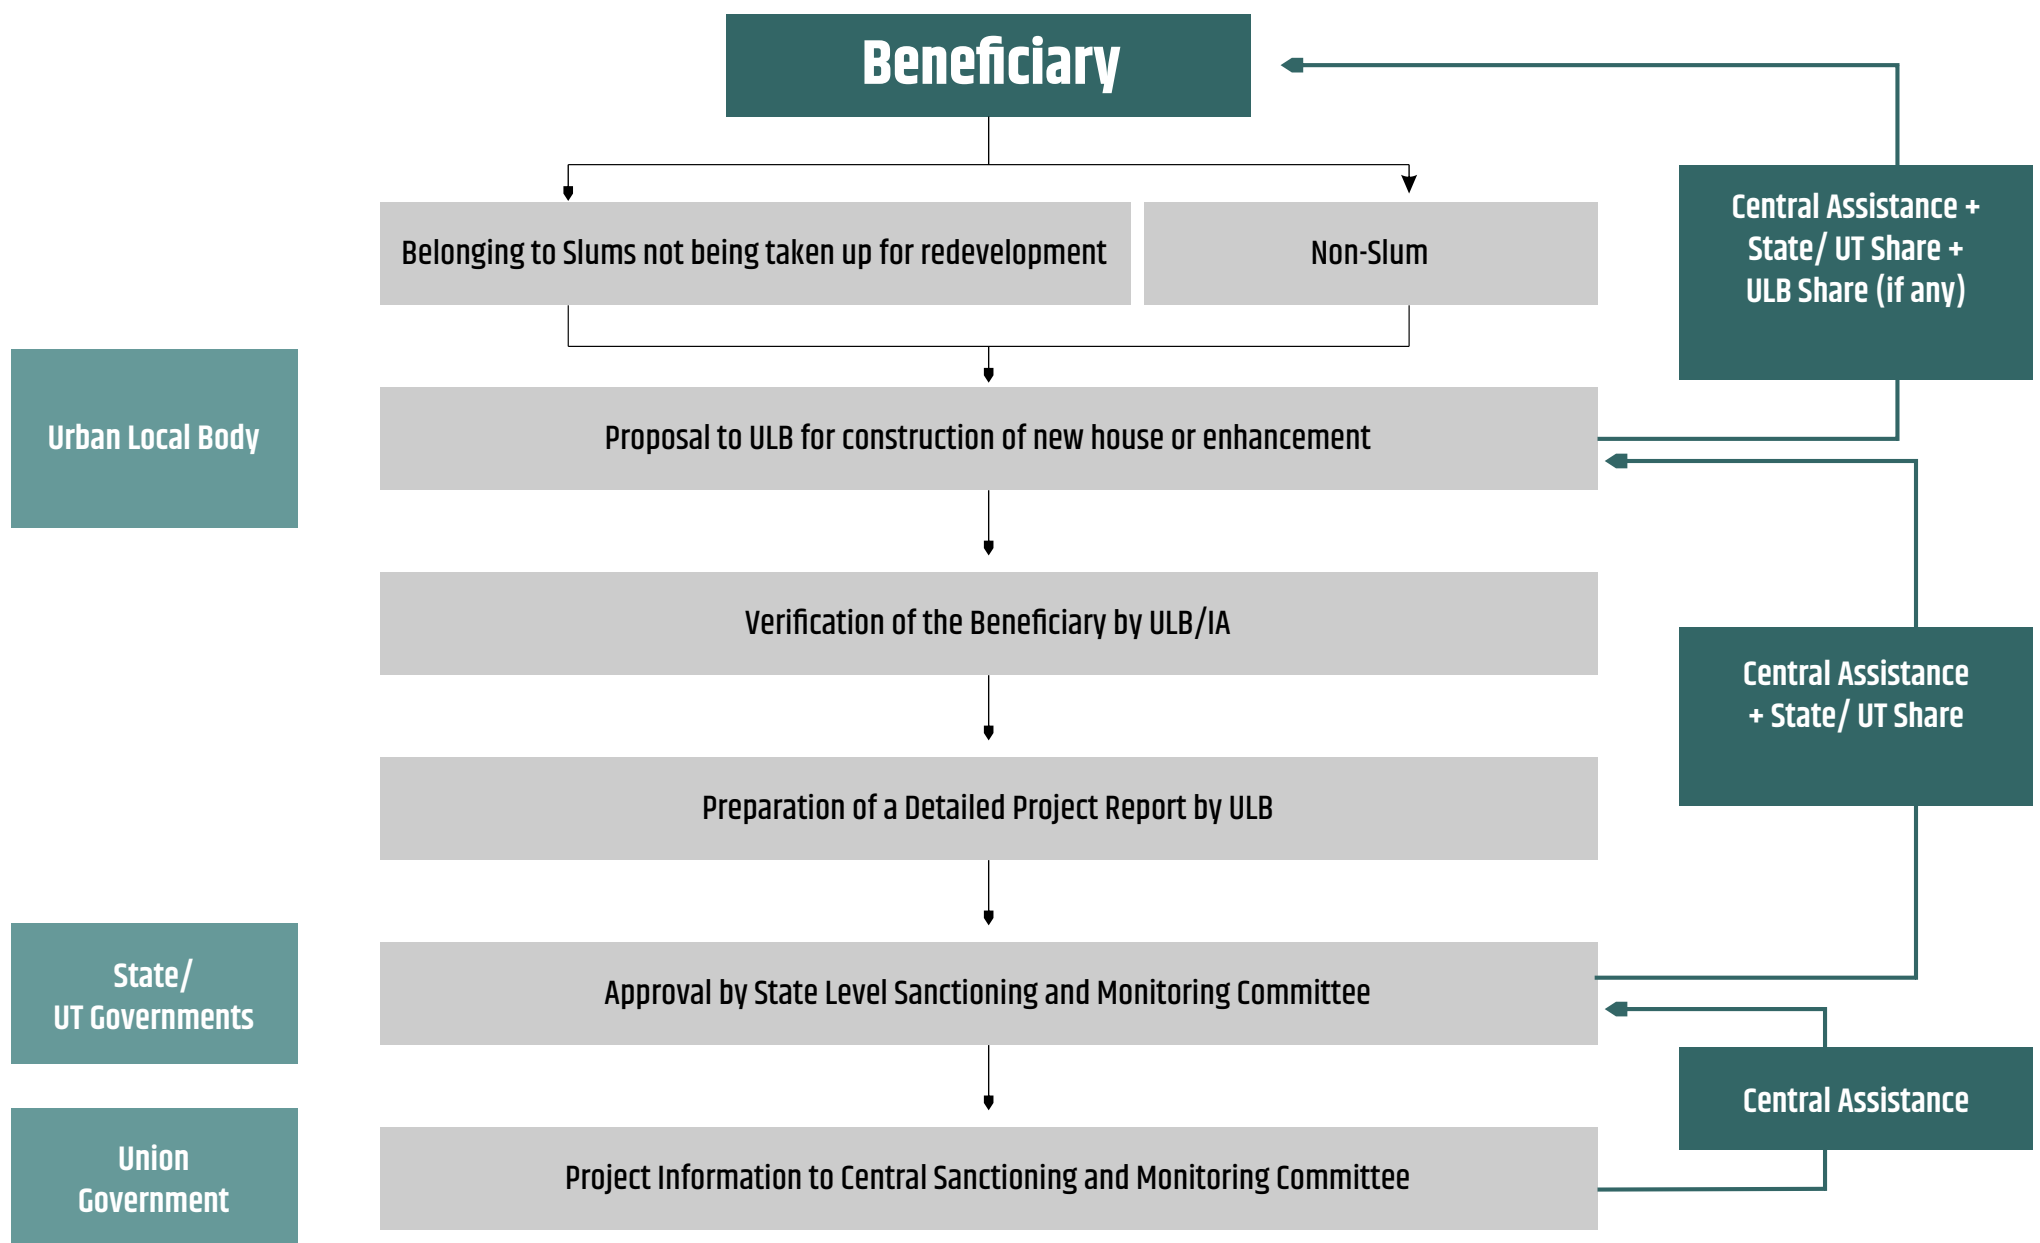 Beneficiary
Belonging to Slums not being taken up for redevelopment
Non-Slum
Central Assistance +
State/ UT Share +
ULB Share (if any)
Urban Local Body
Proposal to ULB for construction of new house or enhancement
Verification of the Beneficiary by ULB/IA
Central Assistance
+ State/ UT Share
Preparation of a Detailed Project Report by ULB
State/
UT Governments
Approval by State Level Sanctioning and Monitoring Committee
Central Assistance
Union
Government
Project Information to Central Sanctioning and Monitoring Committee